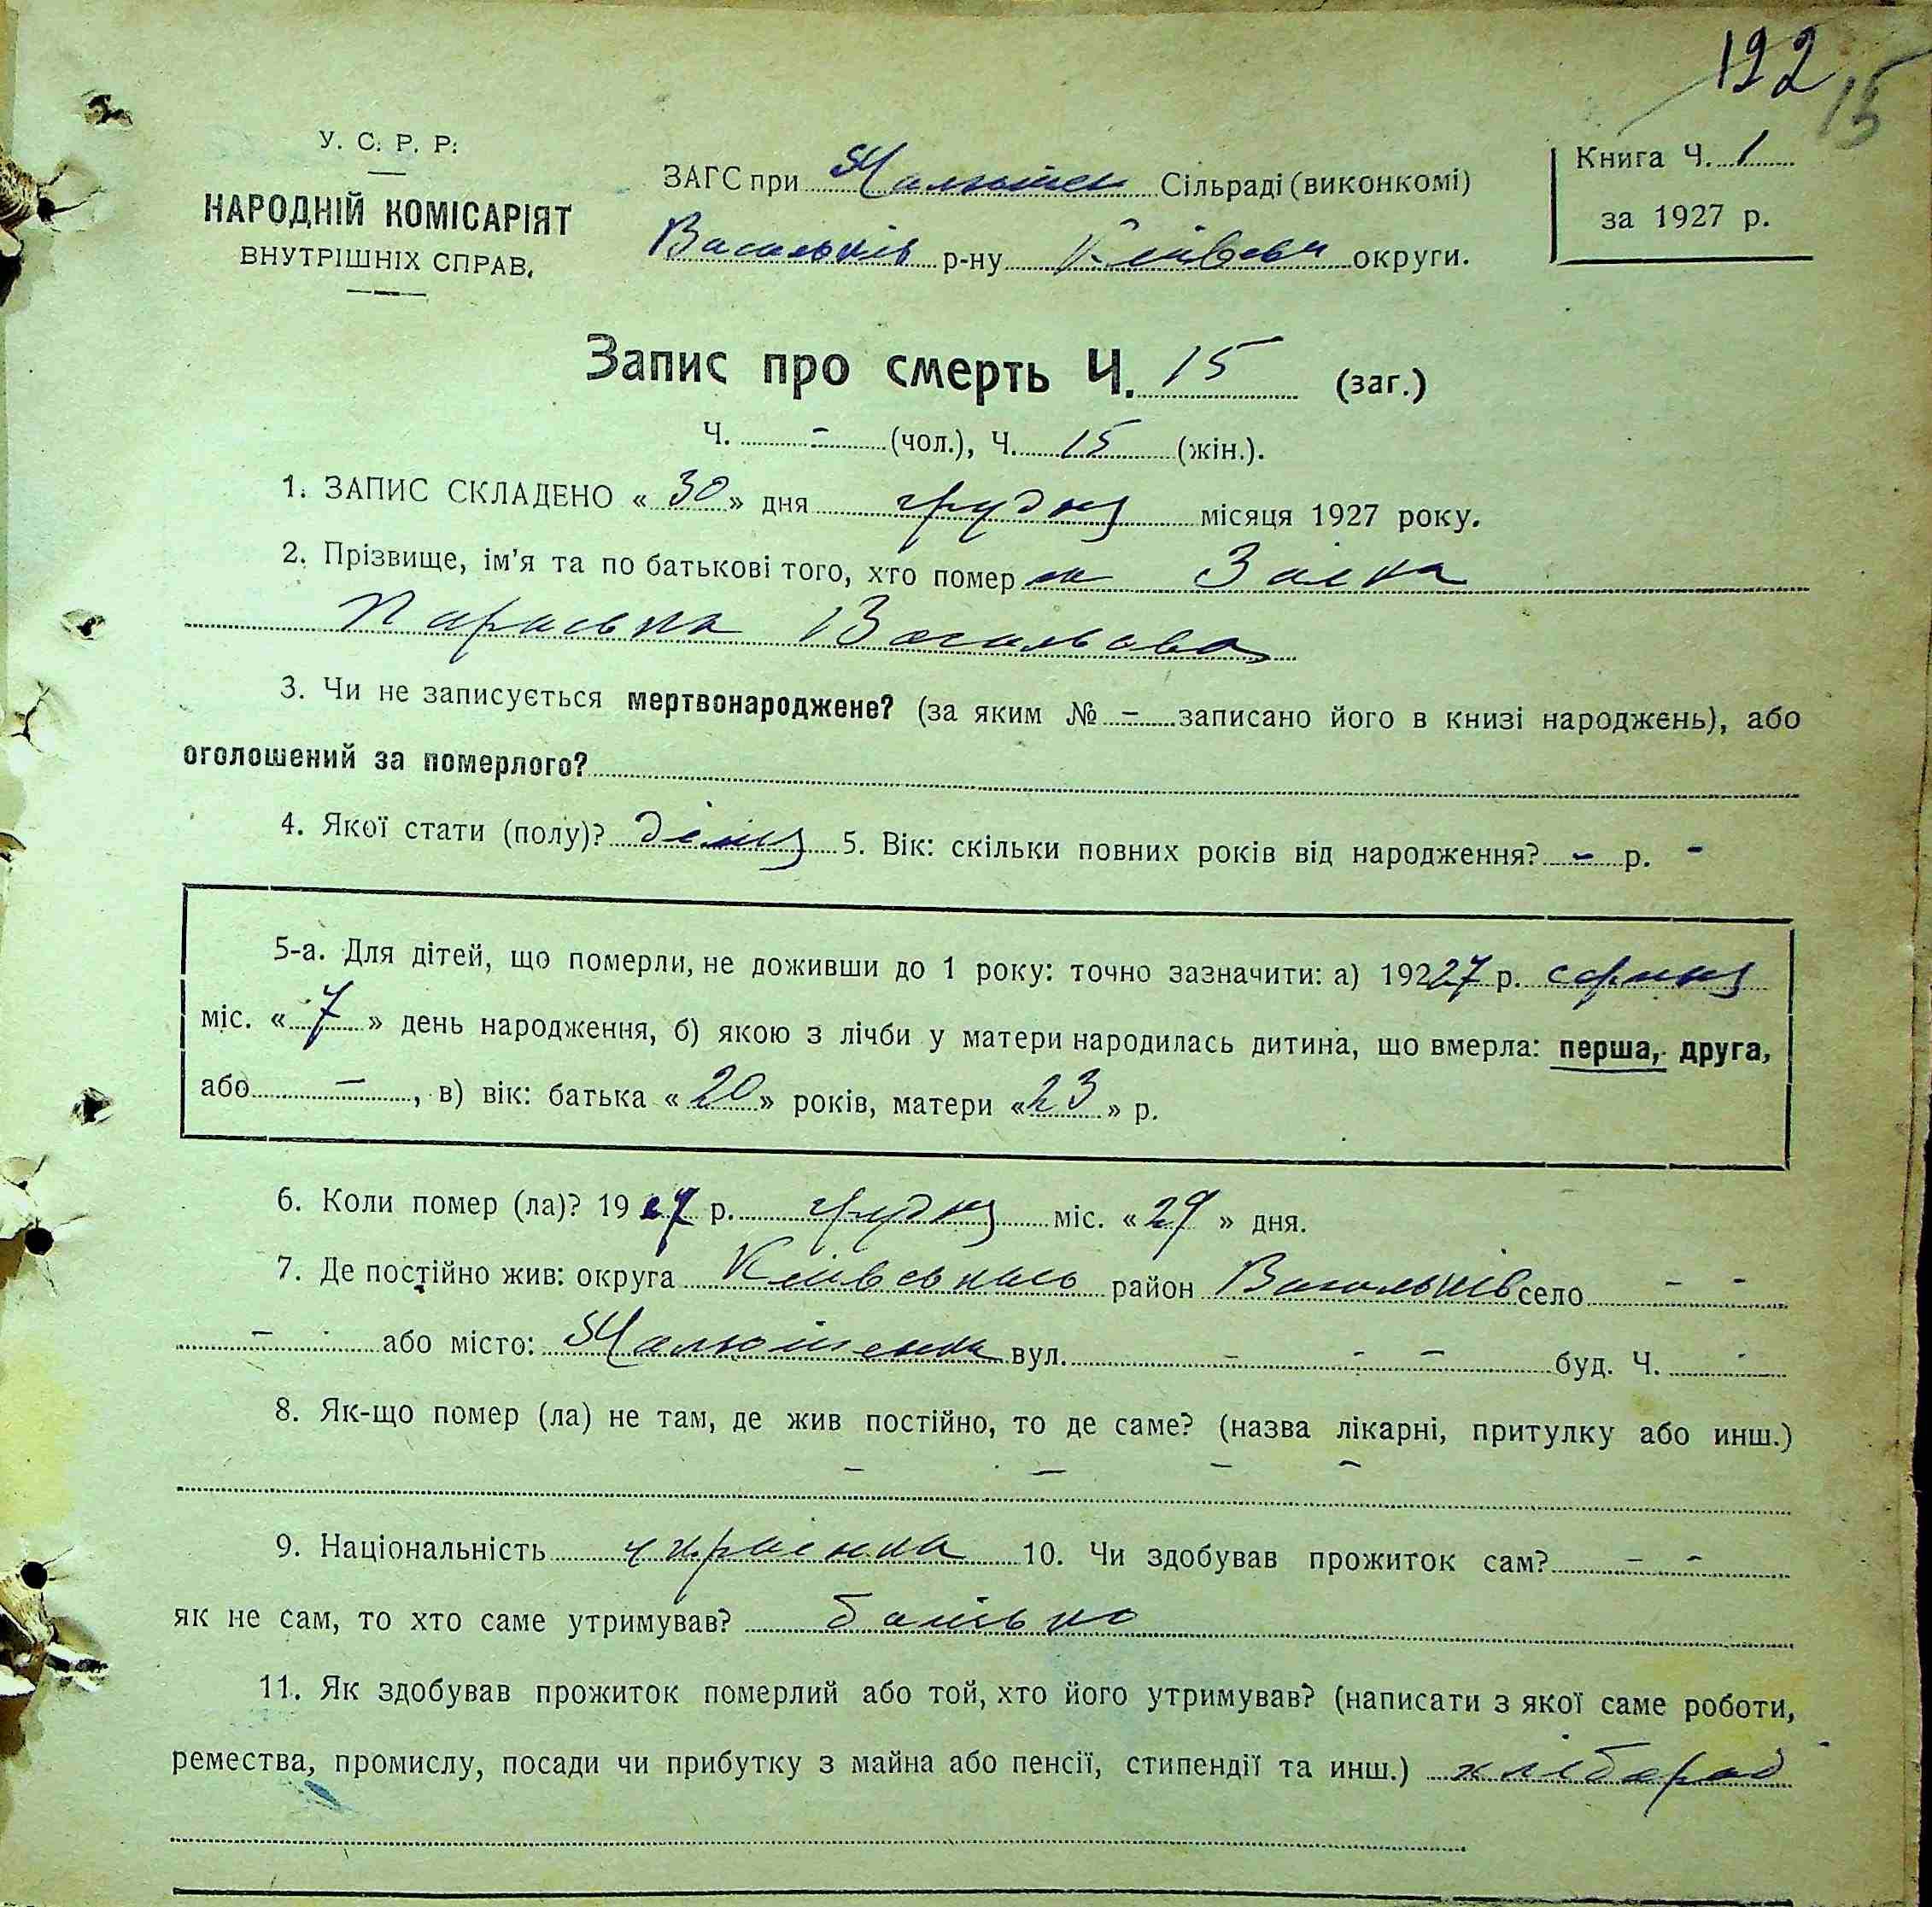 122
15
У. С. Р. Р.
НАРОДНІЙ КОМІСАРІЯТ
ВНУТРІШНІХ СПРАВ.
ЗАГС при Малютен Сільраді (виконкомі)
Васильків р-ну Київськ округи.
Книга Ч. 1
за 1927 р.
Запис про смерть Ч. 15 (заг.)
Ч. - (чол.), Ч. 15 (жін.).
1. ЗАПИС СКЛАДЕНО « 30 » дня грудня місяця 1927 року.
2. Прізвище, ім'я та по батькові того, хто помер ла Заїка
Параська Васильова
3. Чи не записується мертвонароджене? (за яким № - записано його в книзі народжень), або
оголошений за померлого?
4. Якої стати (полу)? 5. Вік: скільки повних років від народження? - р. -
5-а. Для дітей, що померли, не доживши до 1 року: точно зазначити: а) 19227 р. серпня
міс. « 7 » день народження, б) якою з лічби у матери народилась дитина, що вмерла: перша, друга,
або - , в) вік: батька « 20 » років, матери « 23 » р.
6. Коли помер (ла)? 1927 р. грудня міс. « 29 » дня.
7. Де постійно жив: округа Київська район Васильків село - -
- або місто: Малютенка вул. - - - буд. Ч. -
8. Як-що помер (ла) не там, де жив постійно, то де саме? (назва лікарні, притулку або инш.)
- - - -
9. Національність українка 10. Чи здобував прожиток сам? - -
як не сам, то хто саме утримував? батько
11. Як здобував прожиток померлий або той, хто його утримував? (написати з якої саме роботи,
ремества, промислу, посади чи прибутку з майна або пенсії, стипендії та инш.) хлібороб